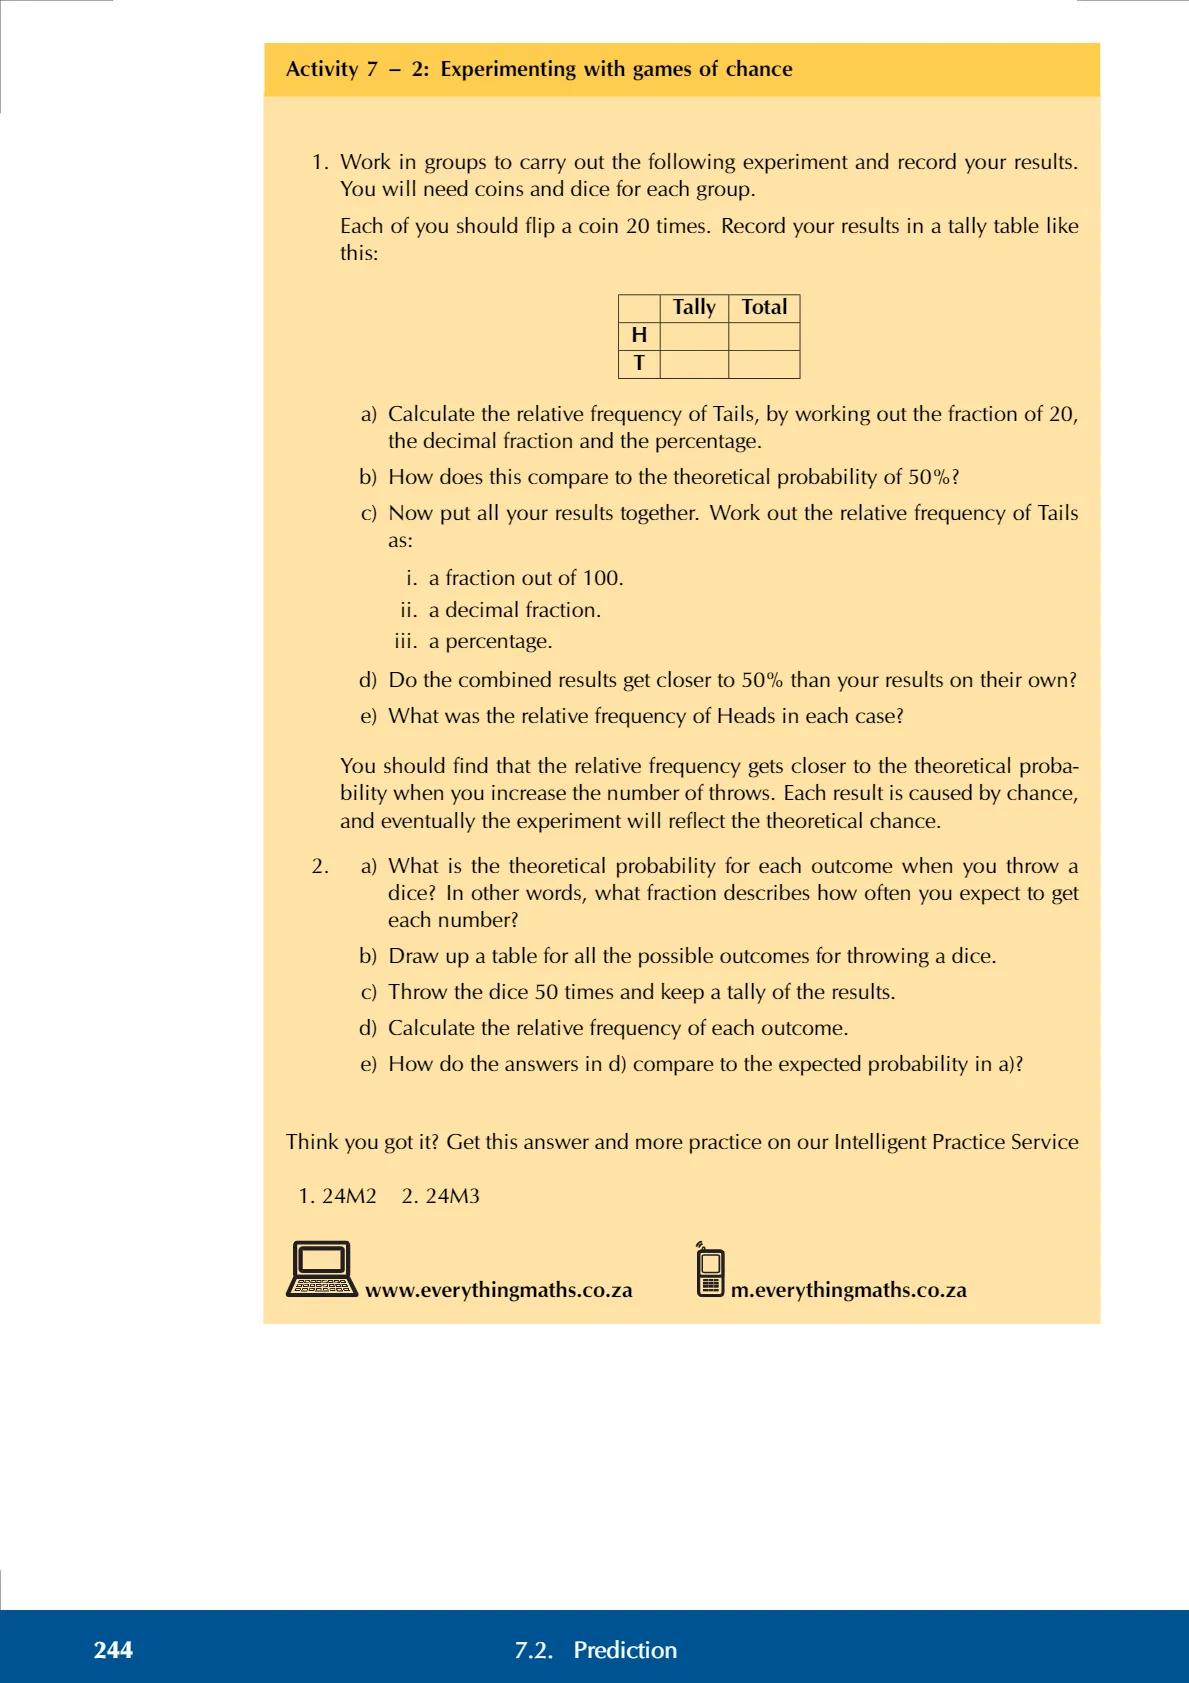 Activity 7 – 2: Experimenting with games of chance
1. Work in groups to carry out the following experiment and record your results.
You will need coins and dice for each group.
Each of you should flip a coin 20 times. Record your results in a tally table like
this:
Tally Total
H
T
a) Calculate the relative frequency of Tails, by working out the fraction of 20,
the decimal fraction and the percentage.
b) How does this compare to the theoretical probability of 50%?
c) Now put all your results together. Work out the relative frequency of Tails
as:
i. a fraction out of 100.
ii. a decimal fraction.
iii. a percentage.
d) Do the combined results get closer to 50% than your results on their own?
e) What was the relative frequency of Heads in each case?
You should find that the relative frequency gets closer to the theoretical proba-
bility when you increase the number of throws. Each result is caused by chance,
and eventually the experiment will reflect the theoretical chance.
2. a) What is the theoretical probability for each outcome when you throw a
dice? In other words, what fraction describes how often you expect to get
each number?
b) Draw up a table for all the possible outcomes for throwing a dice.
c) Throw the dice 50 times and keep a tally of the results.
d) Calculate the relative frequency of each outcome.
e) How do the answers in d) compare to the expected probability in a)?
Think you got it? Get this answer and more practice on our Intelligent Practice Service
1. 24M2 2. 24M3
www.everythingmaths.co.za m.everythingmaths.co.za
244 7.2. Prediction